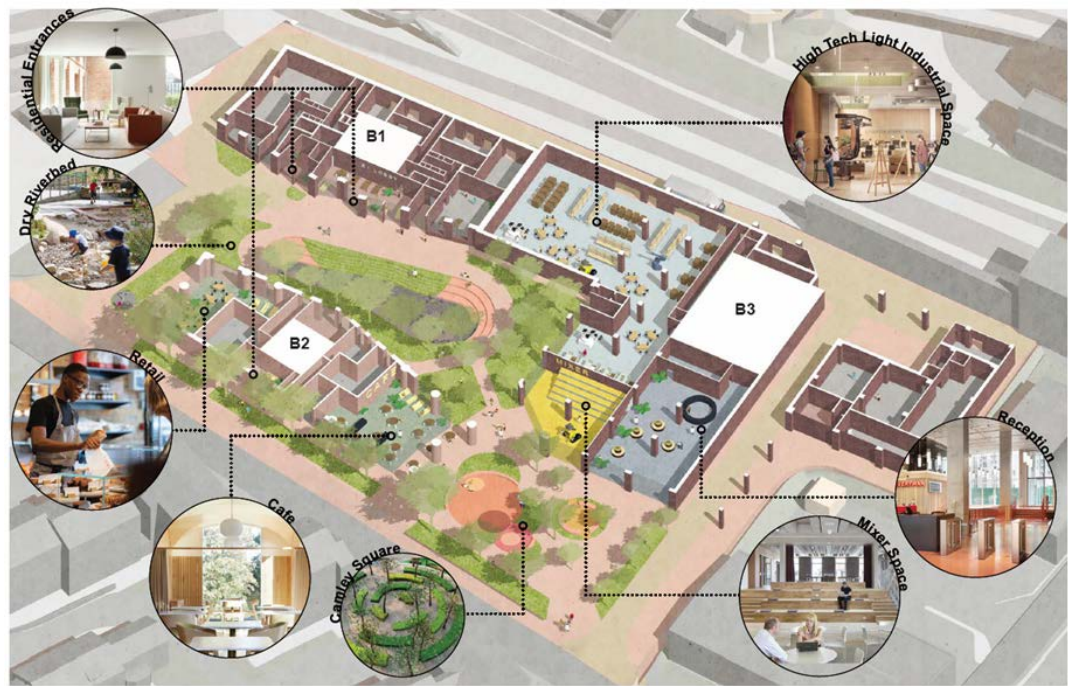 Residential Entrances
High Tech Light Industrial Space
B1
Dry Riverbed
B3
B2
Retail
MIXER
Reception
Cafe
Mixer Space
Camley Square